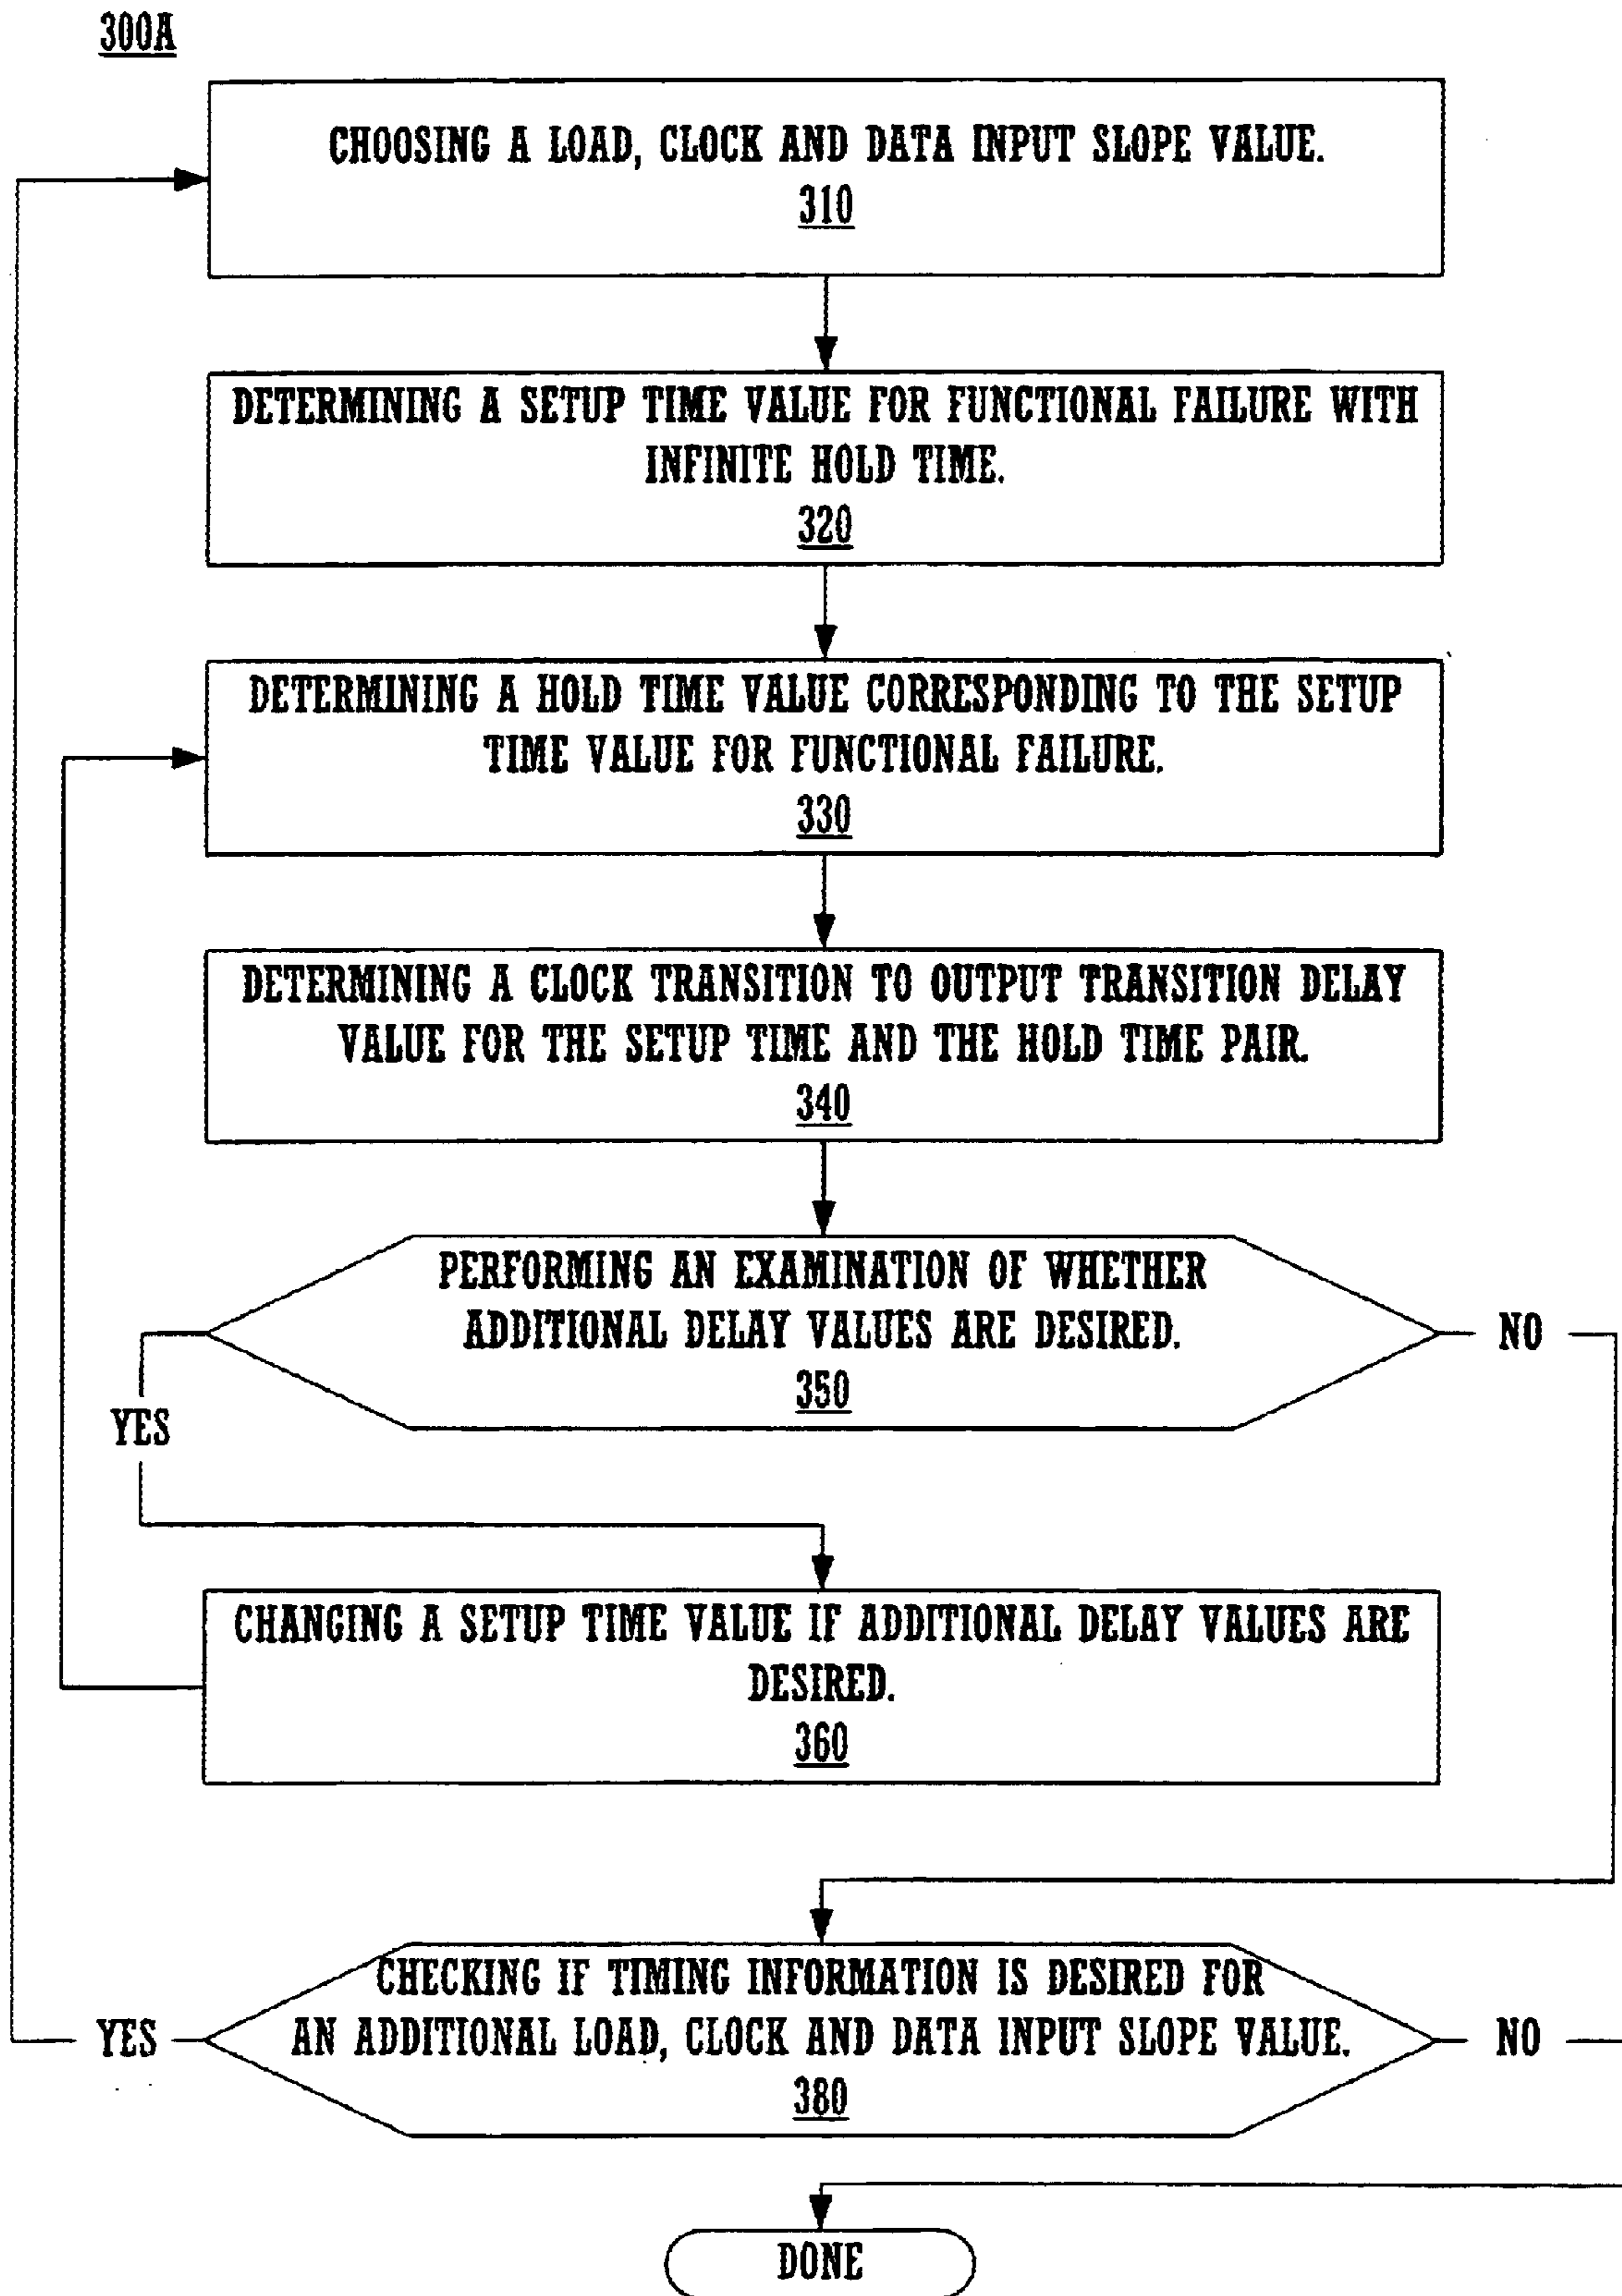 300A
CHOOSING A LOAD, CLOCK AND DATA INPUT SLOPE VALUE.
310
DETERMINING A SETUP TIME VALUE FOR FUNCTIONAL FAILURE WITH
INFINITE HOLD TIME.
320
DETERMINING A HOLD TIME VALUE CORRESPONDING TO THE SETUP
TIME VALUE FOR FUNCTIONAL FAILURE.
330
DETERMINING A CLOCK TRANSITION TO OUTPUT TRANSITION DELAY
VALUE FOR THE SETUP TIME AND THE HOLD TIME PAIR.
340
PERFORMING AN EXAMINATION OF WHETHER
ADDITIONAL DELAY VALUES ARE DESIRED.
350
NO
YES
CHANGING A SETUP TIME VALUE IF ADDITIONAL DELAY VALUES ARE
DESIRED.
360
CHECKING IF TIMING INFORMATION IS DESIRED FOR
AN ADDITIONAL LOAD, CLOCK AND DATA INPUT SLOPE VALUE.
380
YES
NO
DONE